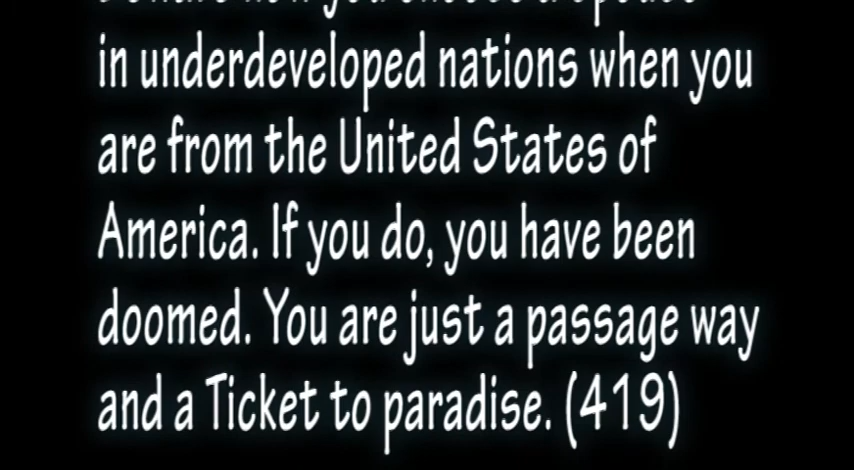 in underdeveloped nations when you
are from the United States of
America. If you do, you have been
doomed. You are just a passage way
and a Ticket to paradise. (419)